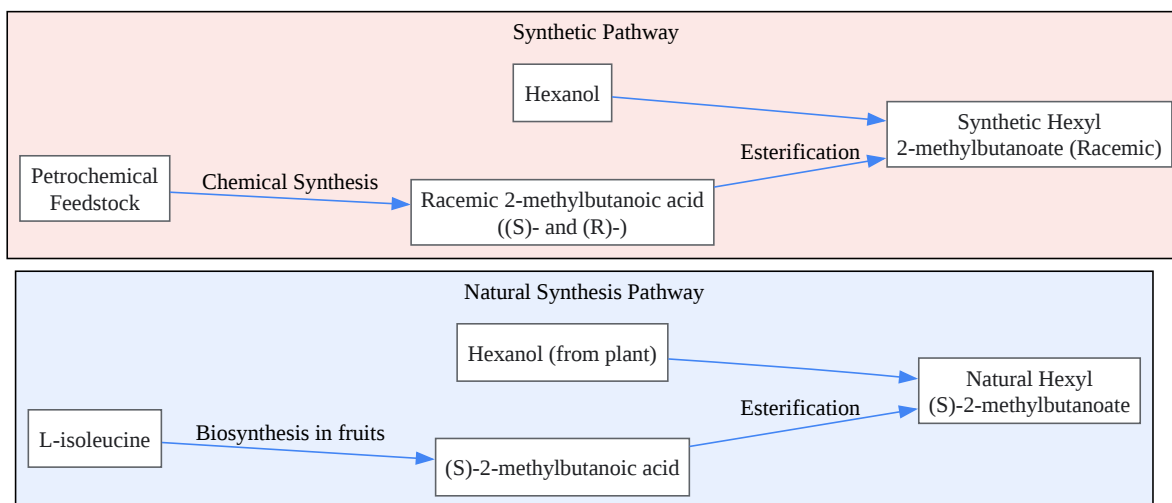 Synthetic Pathway
Hexanol
Synthetic Hexyl
2-methylbutanoate (Racemic)
Esterification
Petrochemical
Feedstock
Chemical Synthesis
Racemic 2-methylbutanoic acid
((S)- and (R)-)
Natural Synthesis Pathway
Hexanol (from plant)
Natural Hexyl
(S)-2-methylbutanoate
Esterification
L-isoleucine
Biosynthesis in fruits
(S)-2-methylbutanoic acid